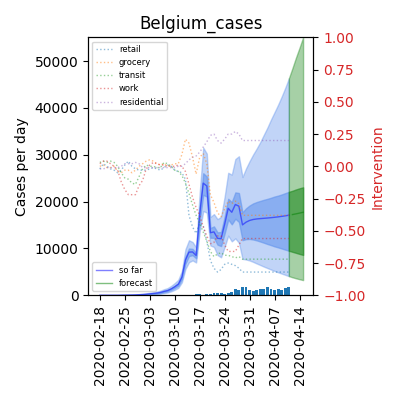 Belgium_cases
Cases per day
50000
40000
30000
20000
10000
0
retail
grocery
transit
work
residential
so far
forecast
1.00
0.75
0.50
0.25
0.00
−0.25
−0.50
−0.75
−1.00
Intervention
2020-02-18
2020-02-25
2020-03-03
2020-03-10
2020-03-17
2020-03-24
2020-03-31
2020-04-07
2020-04-14